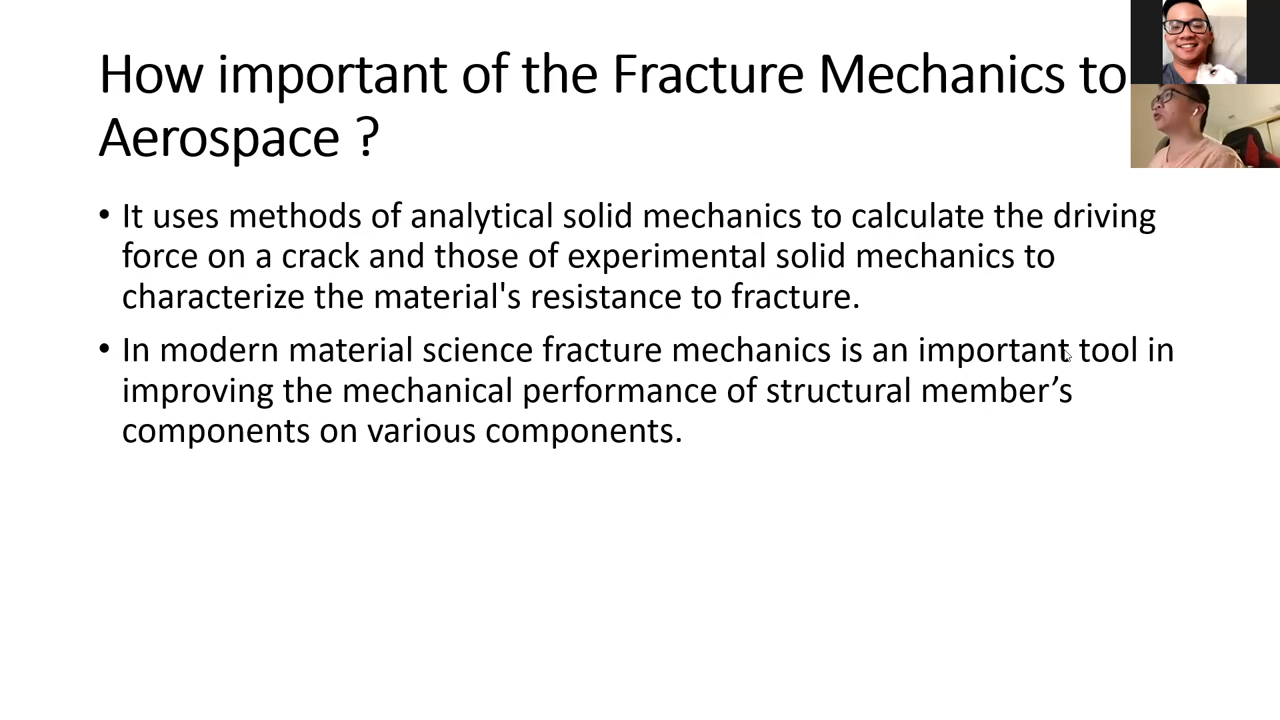 How important of the Fracture Mechanics to
Aerospace ?
• It uses methods of analytical solid mechanics to calculate the driving
force on a crack and those of experimental solid mechanics to
characterize the material's resistance to fracture.
• In modern material science fracture mechanics is an important tool in
improving the mechanical performance of structural member’s
components on various components.